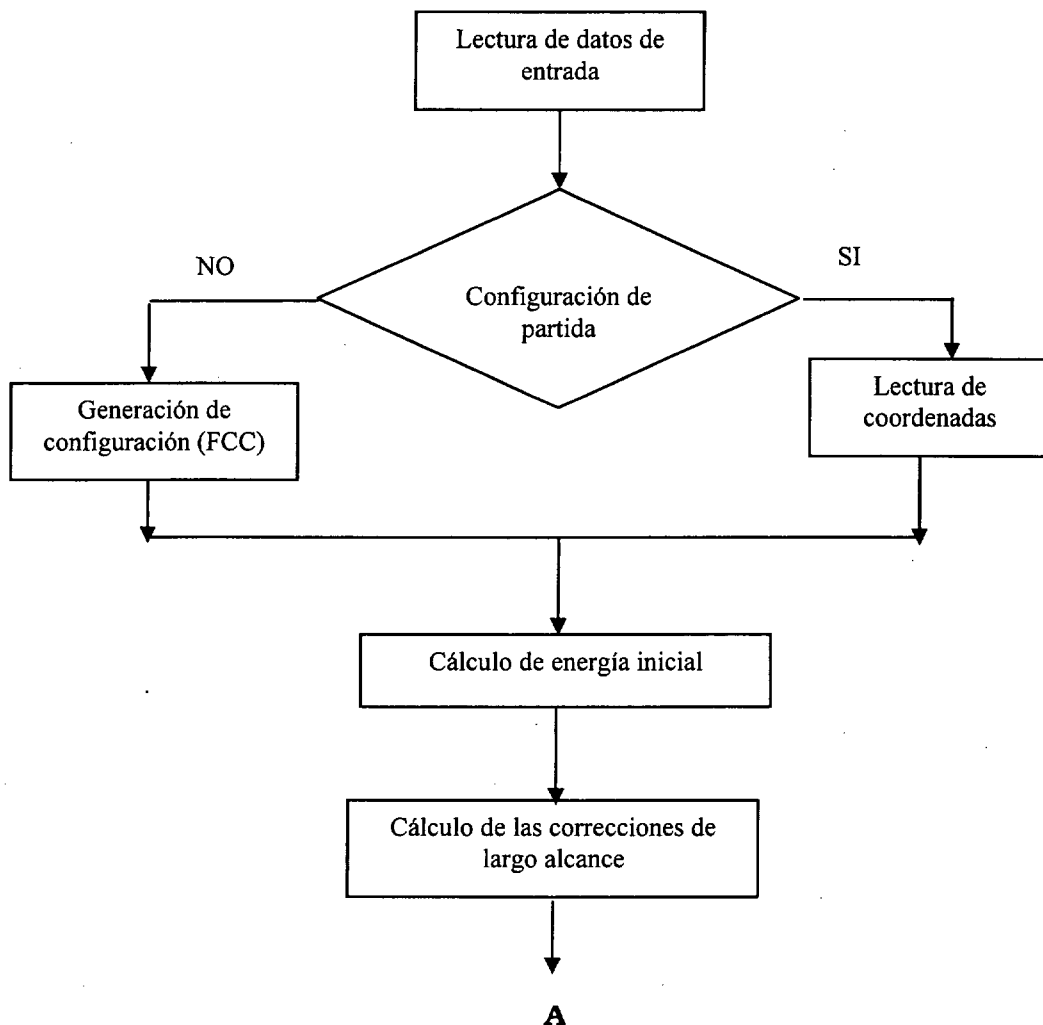 Lectura de datos de
entrada
NO
SI
Configuración de
partida
Generación de
configuración (FCC)
Lectura de
coordenadas
Cálculo de energía inicial
Cálculo de las correcciones de
largo alcance
A